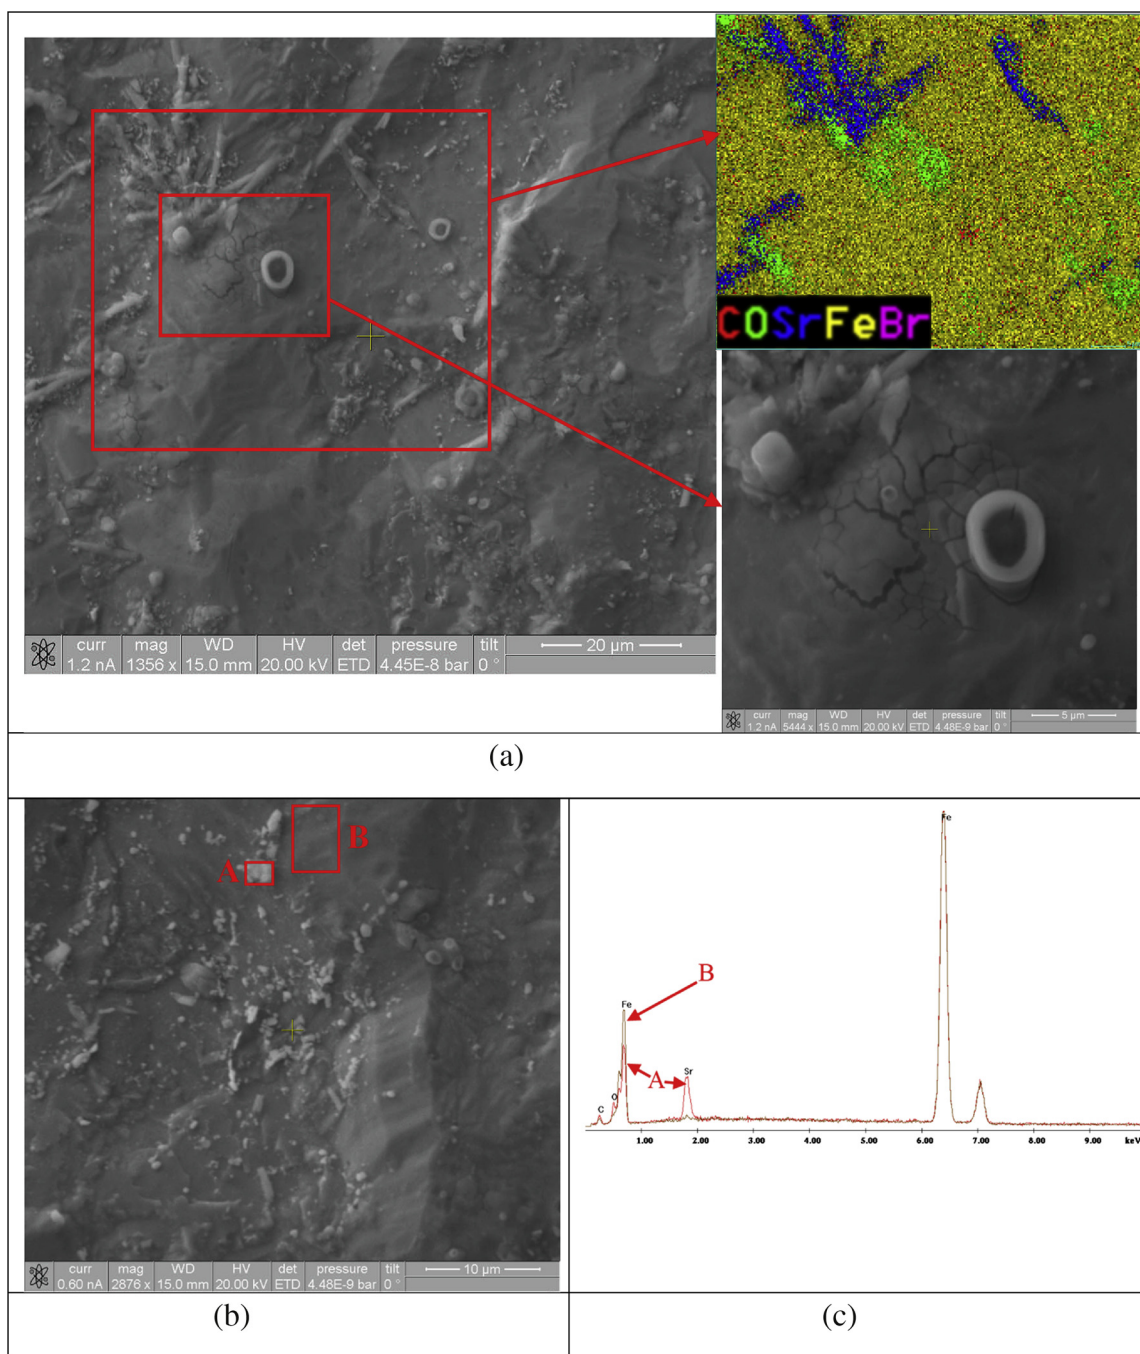 COSrFeBr
curr mag WD HV det pressure tilt
1.2 nA 1356 x 15.0 mm 20.00 kV ETD 4.45E-8 bar 0 ° 20 µm
curr mag WD HV det pressure tilt
1.2 nA 5444 x 15.0 mm 20.00 kV ETD 4.48E-9 bar 0 ° 5 µm
(a)
B
A
curr mag WD HV det pressure tilt
0.60 nA 2876 x 15.0 mm 20.00 kV ETD 4.48E-9 bar 0 ° 10 µm
Fe
B
Fe
A
Sr
O
C
1.00 2.00 3.00 4.00 5.00 6.00 7.00 8.00 9.00 keV
(b)
(c)